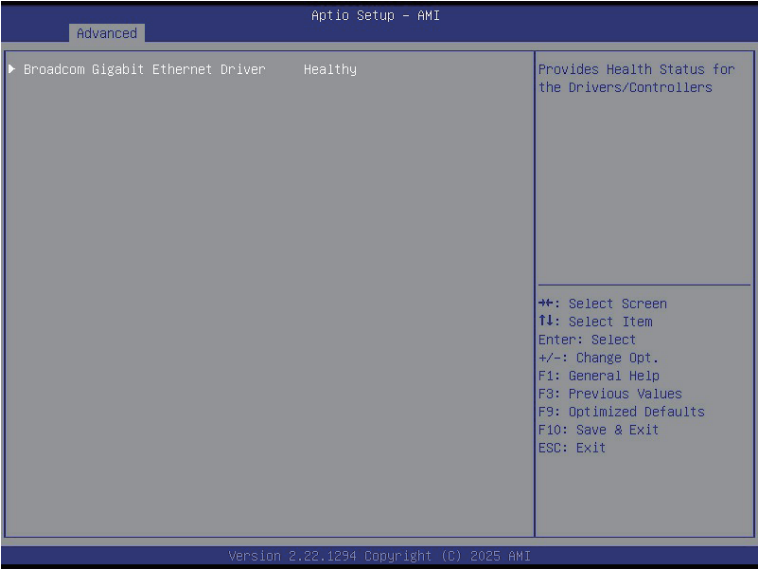 Aptio Setup – AMI
Advanced
▶ Broadcom Gigabit Ethernet Driver Healthy
Provides Health Status for
the Drivers/Controllers
→←: Select Screen
↑↓: Select Item
Enter: Select
+/-: Change Opt.
F1: General Help
F3: Previous Values
F9: Optimized Defaults
F10: Save & Exit
ESC: Exit
Version 2.22.1294 Copyright (C) 2025 AMI